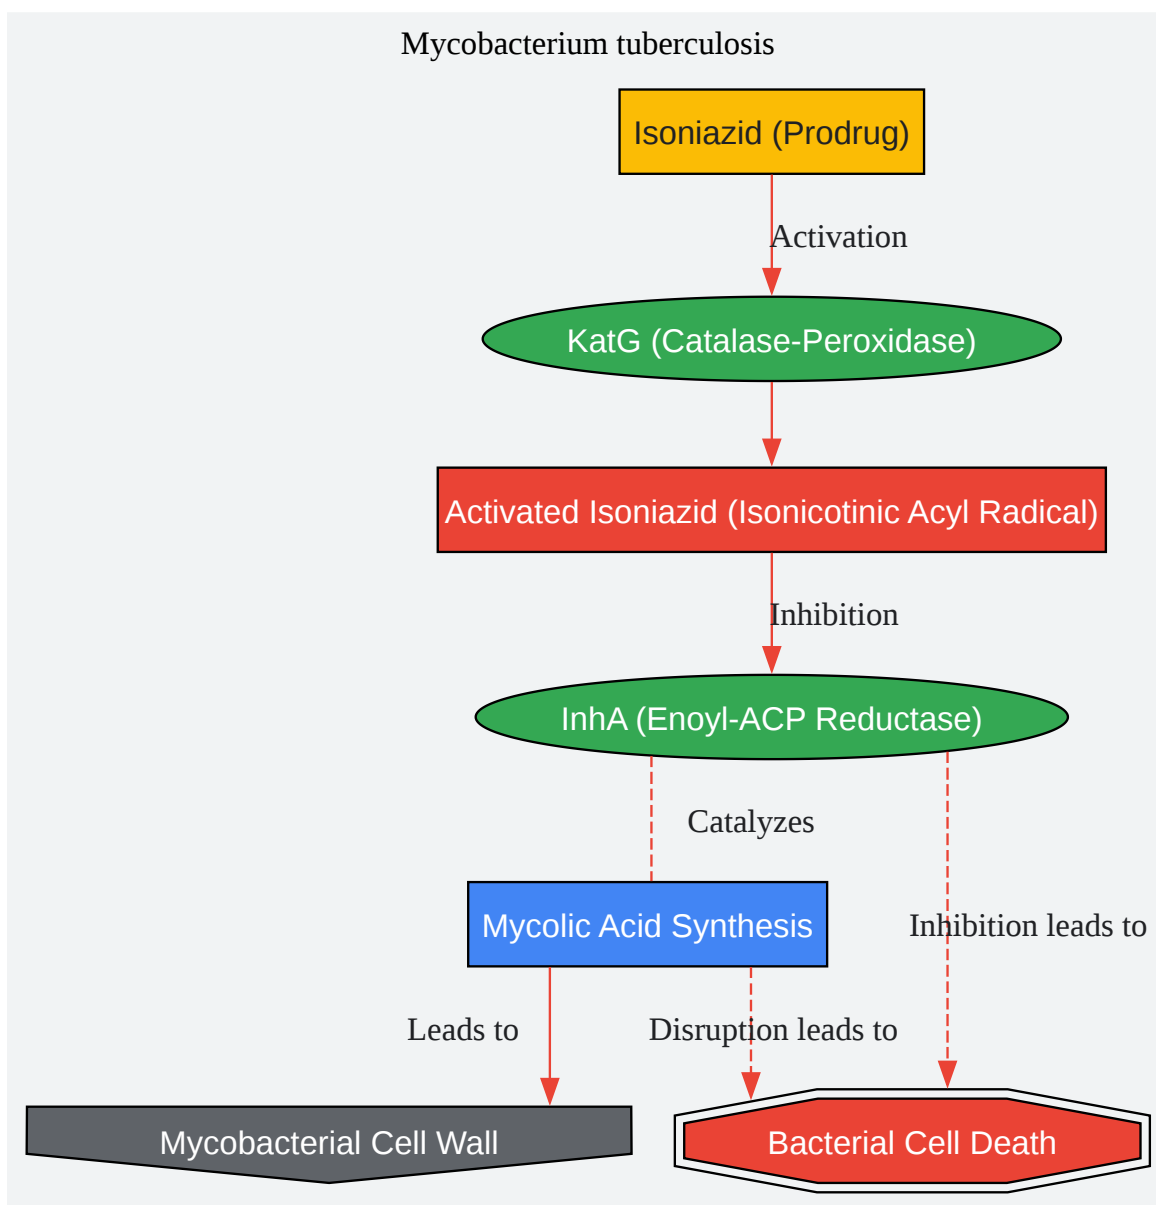 Mycobacterium tuberculosis
Isoniazid (Prodrug)
Activation
KatG (Catalase-Peroxidase)
Activated Isoniazid (Isonicotinic Acyl Radical)
Inhibition
InhA (Enoyl-ACP Reductase)
Catalyzes
Mycolic Acid Synthesis
Inhibition leads to
Leads to
Disruption leads to
Mycobacterial Cell Wall
Bacterial Cell Death